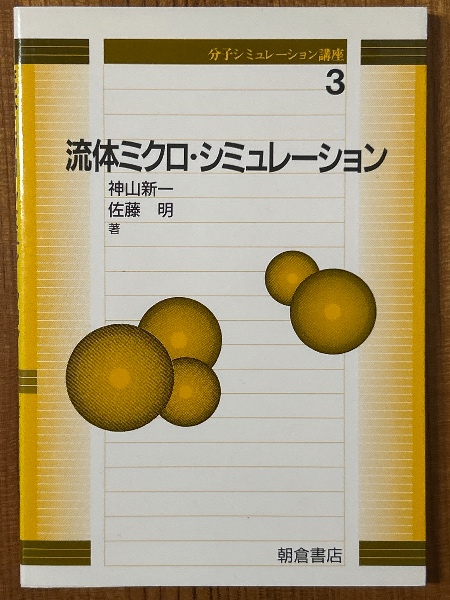 分子シミュレーション講座
3
流体ミクロ・シミュレーション
神山新一
佐藤 明
著
朝倉書店